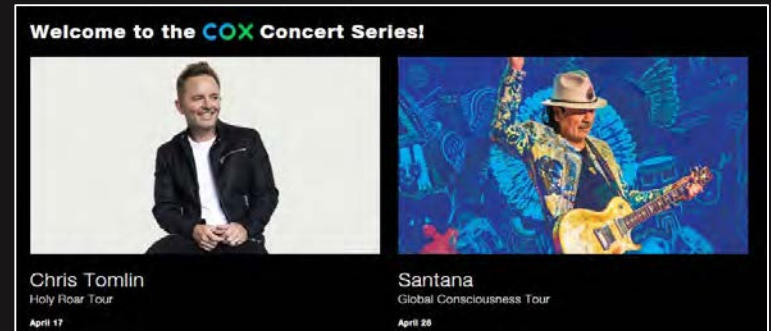 Welcome to the COX Concert Series!
Chris Tomlin
Holy Roar Tour
April 17
Santana
Global Consciousness Tour
April 26